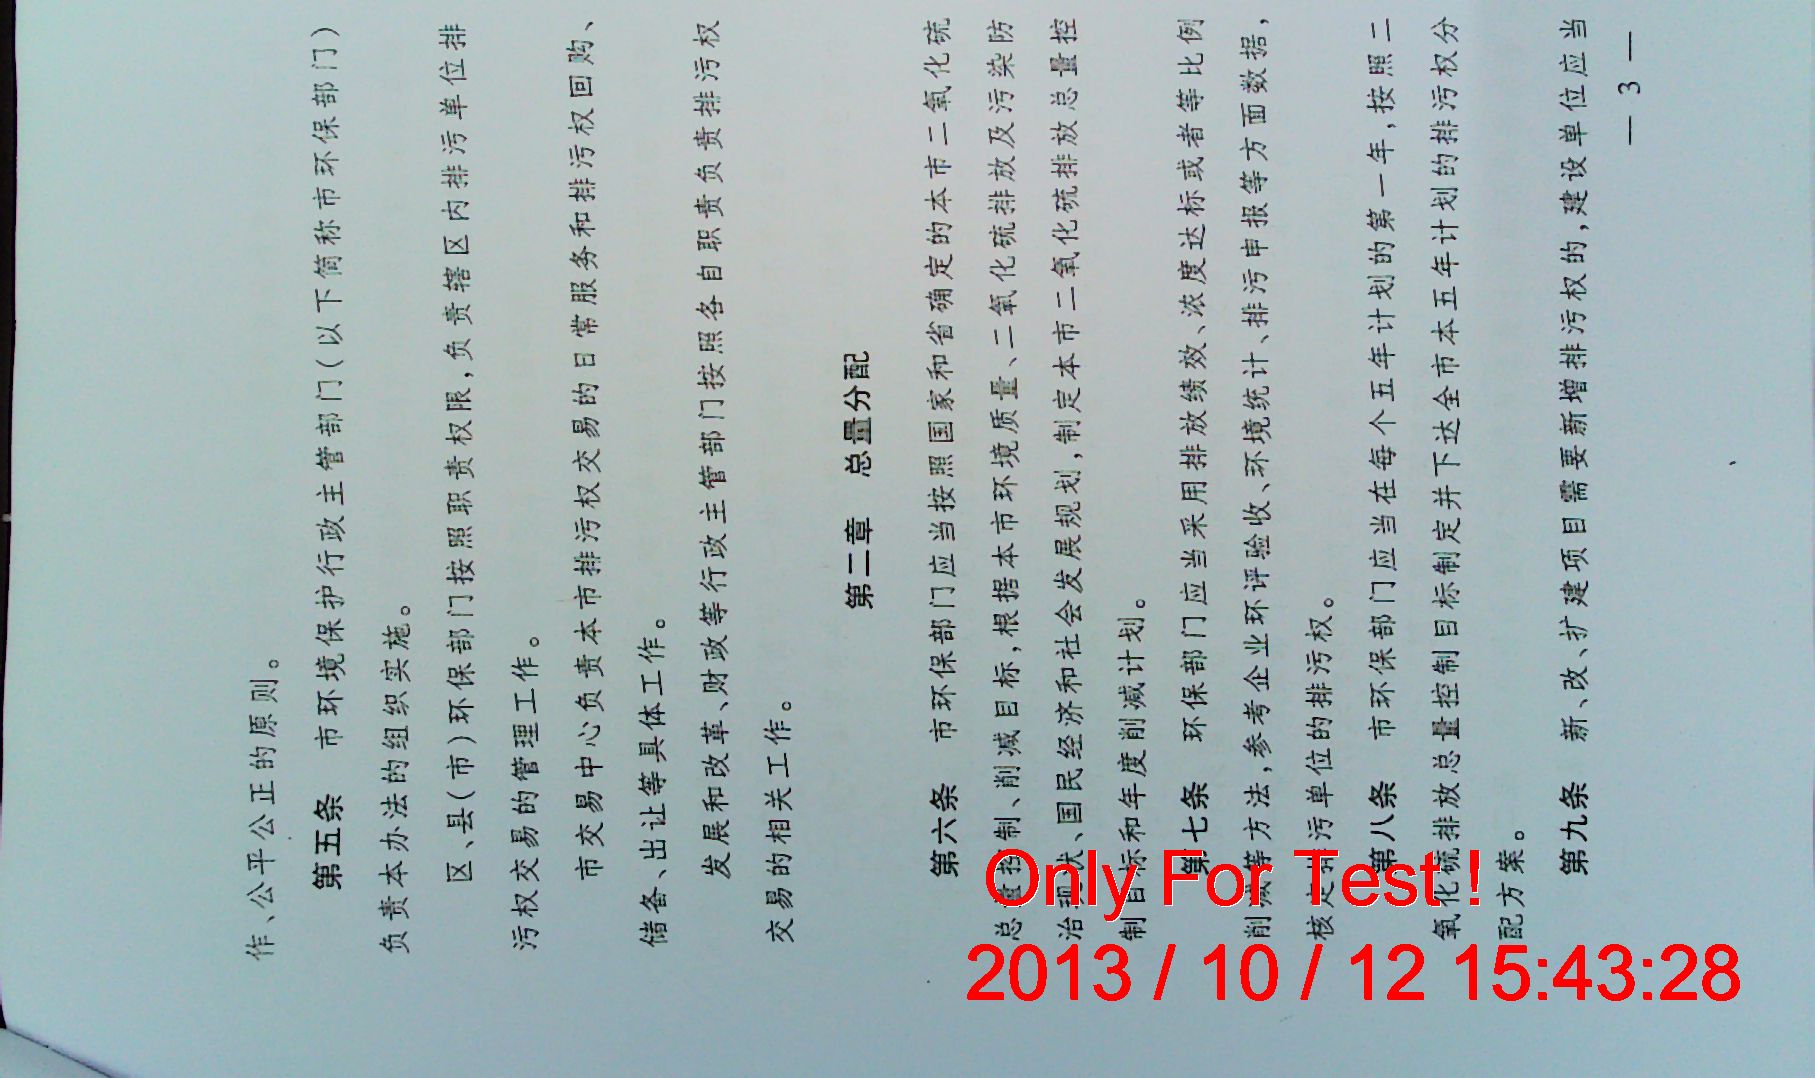 作、公平公正的原则。
第五条 市环境保护行政主管部门(以下简称市环保部门)
负责本办法的组织实施。
区、县(市)环保部门按照职责权限,负责辖区内排污单位排
污权交易的管理工作。
市交易中心负责本市排污权交易的日常服务和排污权回购、
储备、出让等具体工作。
发展和改革、财政等行政主管部门按照各自职责负责排污权
交易的相关工作。
第二章 总量分配
第六条 市环保部门应当按照国家和省确定的本市二氧化硫
总量控制、削减目标,根据本市环境质量、二氧化硫排放及污染防
治现状、国民经济和社会发展规划,制定本市二氧化硫排放总量控
制目标和年度削减计划。
第七条 环保部门应当采用排放绩效、浓度达标或者等比例
削减等方法,参考企业环评验收、环境统计、排污申报等方面数据,
核定排污单位的排污权。
第八条 市环保部门应当在每个五年计划的第一年,按照二
氧化硫排放总量控制目标制定并下达全市本五年计划的排污权分
配方案。
第九条 新、改、扩建项目需要新增排污权的,建设单位应当
— 3 —
Only For Test !
2013 / 10 / 12 15:43:28